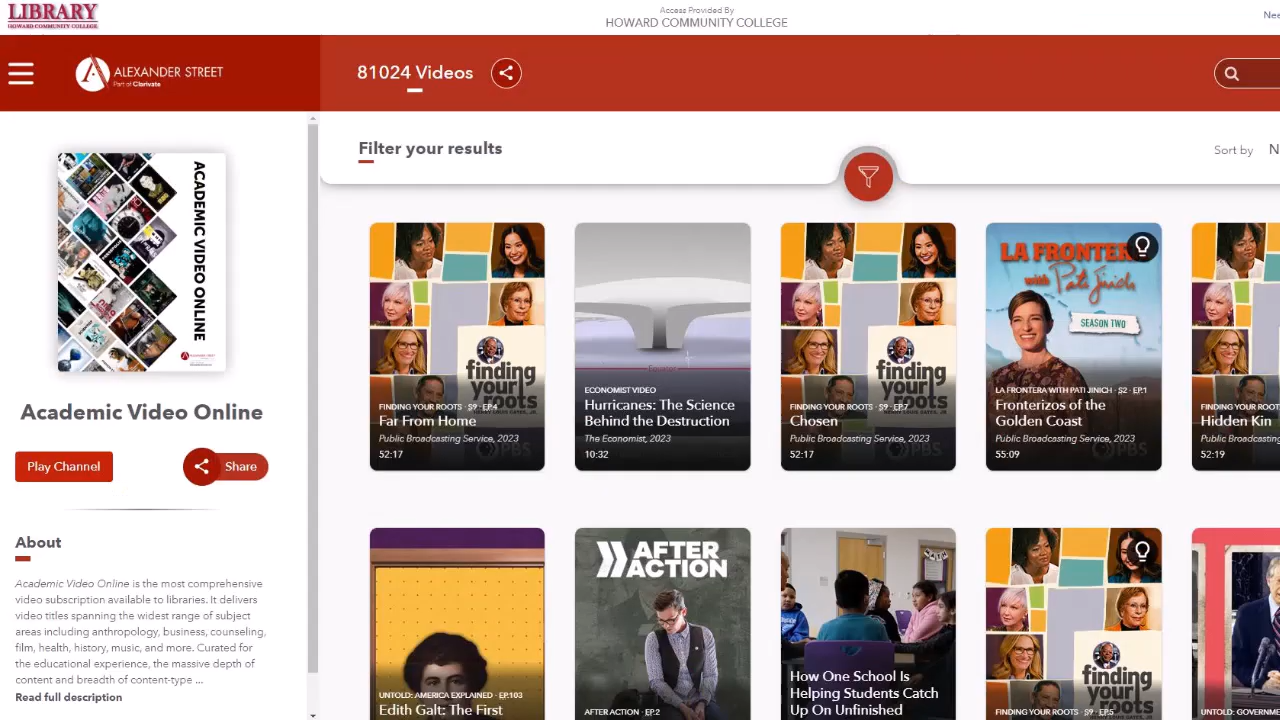 LIBRARY
HOWARD COMMUNITY COLLEGE
Access Provided By
HOWARD COMMUNITY COLLEGE
ALEXANDER STREET
Part of Clarivate
81024 Videos
ACADEMIC VIDEO ONLINE
Academic Video Online
Play Channel
Share
About
Academic Video Online is the most comprehensive
video subscription available to libraries. It delivers
video titles spanning the widest range of subject
areas including anthropology, business, counseling,
film, health, history, music, and more. Curated for
the educational experience, the massive depth of
content and breadth of content-type ...
Read full description
Filter your results
Sort by
finding
your
roots
FINDING YOUR ROOTS · S9 · EP.6
Far From Home
Public Broadcasting Service, 2023
52:17
ECONOMIST VIDEO
Hurricanes: The Science
Behind the Destruction
The Economist, 2023
10:32
finding
your
roots
PBS
FINDING YOUR ROOTS · S9 · EP.7
Chosen
Public Broadcasting Service, 2023
52:17
LA FRONTER
with Pati Jinich
SEASON TWO
PBS
LA FRONTERA WITH PATI JINICH · S2 · EP.1
Fronterizos of the
Golden Coast
Public Broadcasting Service, 2023
55:09
FINDING YOUR
Hidden Kin
Public
52:19
UNTOLD: AMERICA EXPLAINED · EP.103
Edith Galt: The First
AFTER
ACTION
AFTER ACTION · EP.2
How One School Is
Helping Students Catch
Up On Unfinished
finding
your
roots
FINDING YOUR ROOTS · S9 · EP.5
UNTOLD: